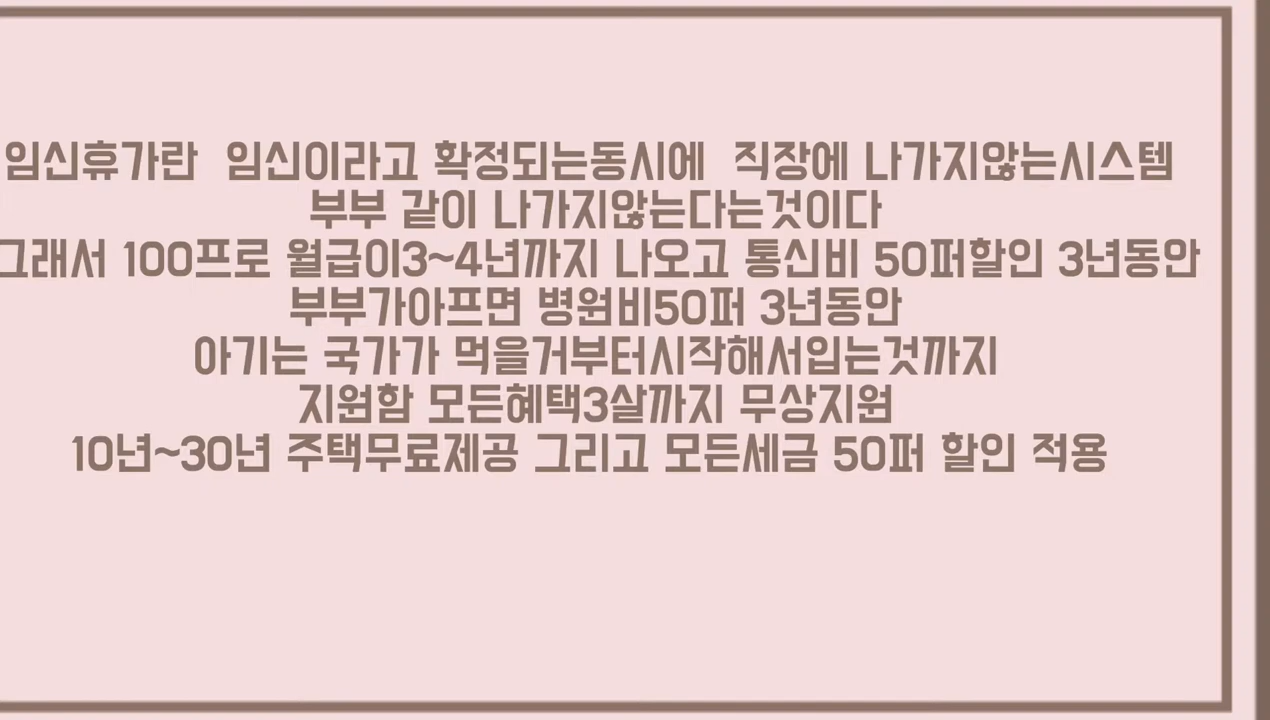 임신휴가란 임신이라고 확정되는동시에 직장에 나가지않는시스템
부부 같이 나가지않는다는것이다
그래서 100프로 월급이3~4년까지 나오고 통신비 50퍼할인 3년동안
부부가아프면 병원비50퍼 3년동안
아기는 국가가 먹을거부터시작해서입는것까지
지원함 모든혜택3살까지 무상지원
10년~30년 주택무료제공 그리고 모든세금 50퍼 할인 적용